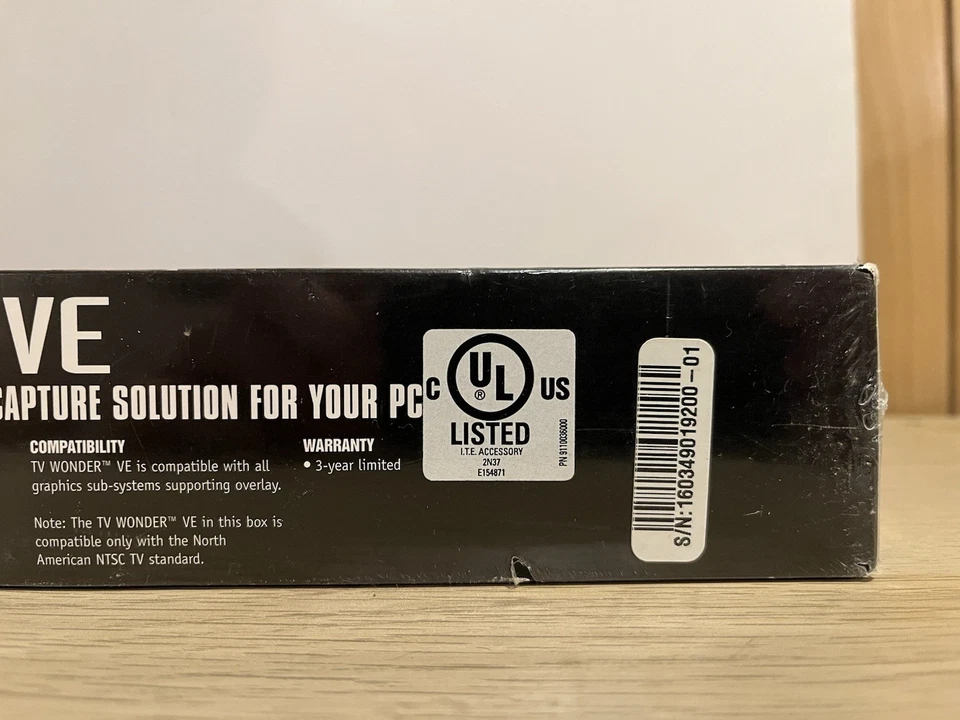 VE
CAPTURE SOLUTION FOR YOUR PC
COMPATIBILITY
TV WONDER™ VE is compatible with all
graphics sub-systems supporting overlay.
Note: The TV WONDER™ VE in this box is
compatible only with the North
American NTSC TV standard.
WARRANTY
• 3-year limited
C UL ® US
LISTED
I.T.E. ACCESSORY
2N37
E154871
PN 9110036000
S/N:160349019200-01